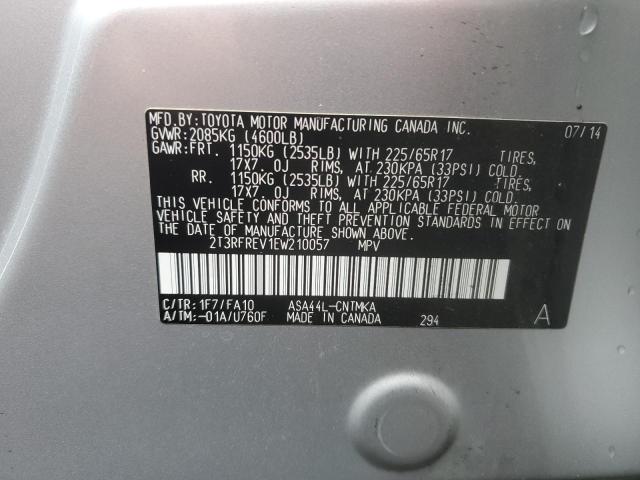 MFD.BY: TOYOTA MOTOR MANUFACTURING CANADA INC. 07/14
GVWR: 2085KG (4600LB)
GAWR: FRT. 1150KG (2535LB) WITH 225/65R17 TIRES,
17X7.0J RIMS, AT 230KPA (33PSI) COLD.
RR. 1150KG (2535LB) WITH 225/65R17 TIRES,
17X7.0J RIMS, AT 230KPA (33PSI) COLD.
THIS VEHICLE CONFORMS TO ALL APPLICABLE FEDERAL MOTOR
VEHICLE SAFETY AND THEFT PREVENTION STANDARDS IN EFFECT ON
THE DATE OF MANUFACTURE SHOWN ABOVE.
2T3RFREV1EW210057 MPV
C/TR: 1F7/FA10 ASA44L-CNTMKA
A/TM: -01A/U760F MADE IN CANADA 294 A